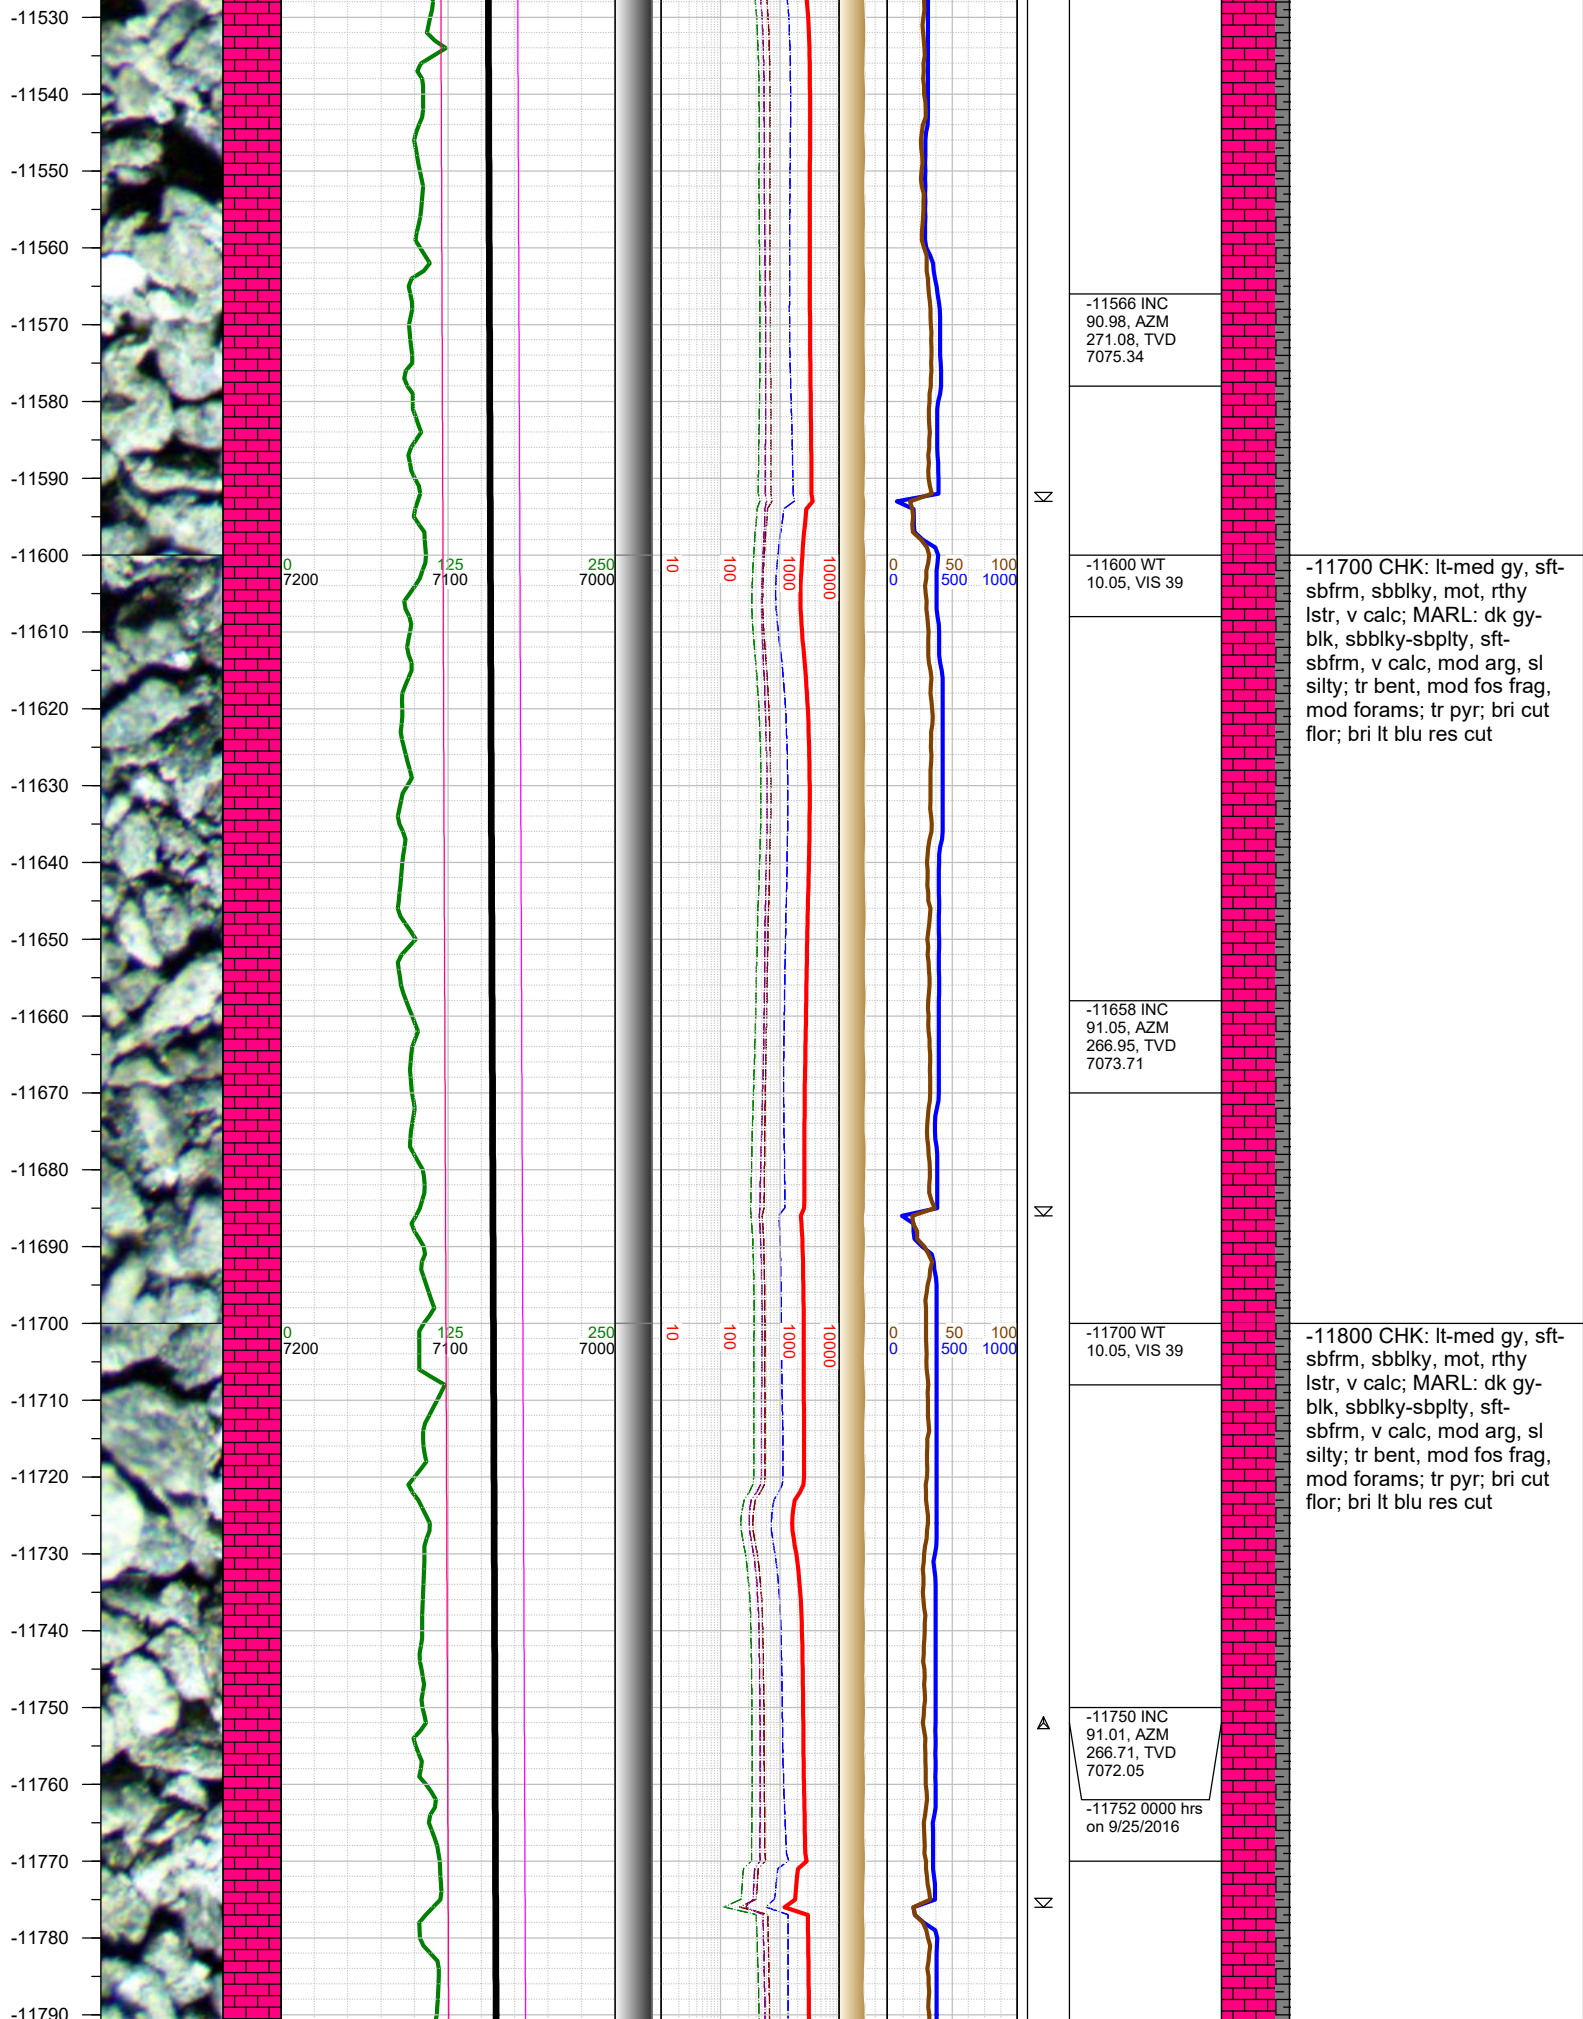 -11530
-11540
-11550
-11560
-11566 INC
90.98, AZM
271.08, TVD
7075.34
-11570
-11580
-11590
-11600
0 125 250
7200 7100 7000
10 100 1000 10000
0 50 100
0 500 1000
-11600 WT
10.05, VIS 39
-11700 CHK: lt-med gy, sft-
sbfrm, sbblky, mot, rthy
lstr, v calc; MARL: dk gy-
blk, sbblky-sbplty, sft-
sbfrm, v calc, mod arg, sl
silty; tr bent, mod fos frag,
mod forams; tr pyr; bri cut
flor; bri lt blu res cut
-11610
-11620
-11630
-11640
-11650
-11658 INC
91.05, AZM
266.95, TVD
7073.71
-11660
-11670
-11680
-11690
-11700
0 125 250
7200 7100 7000
10 100 1000 10000
0 50 100
0 500 1000
-11700 WT
10.05, VIS 39
-11800 CHK: lt-med gy, sft-
sbfrm, sbblky, mot, rthy
lstr, v calc; MARL: dk gy-
blk, sbblky-sbplty, sft-
sbfrm, v calc, mod arg, sl
silty; tr bent, mod fos frag,
mod forams; tr pyr; bri cut
flor; bri lt blu res cut
-11710
-11720
-11730
-11740
-11750
-11750 INC
91.01, AZM
266.71, TVD
7072.05
-11760
-11752 0000 hrs
on 9/25/2016
-11770
-11780
-11790